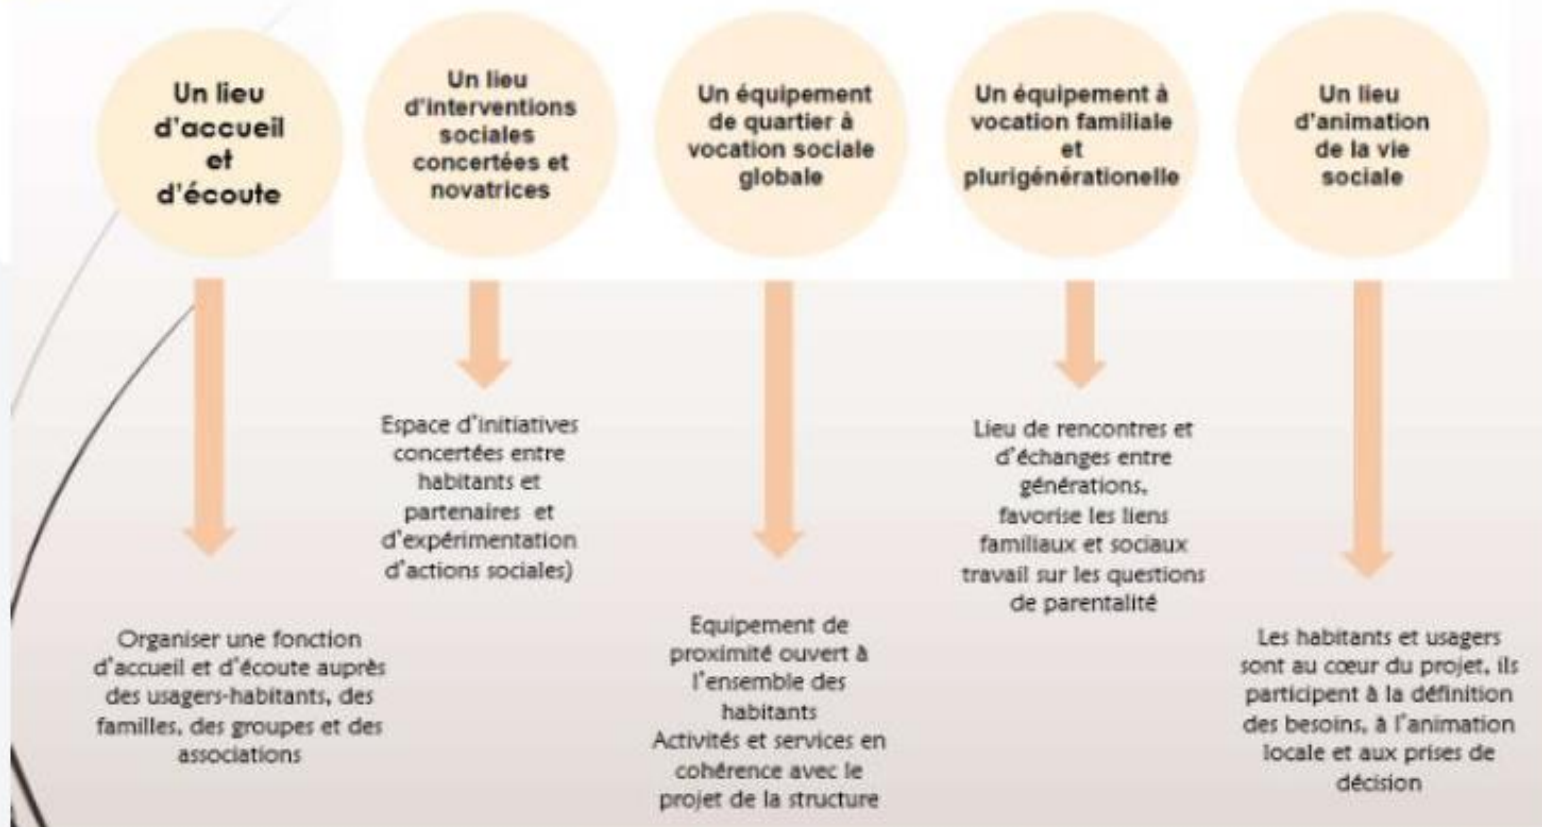 Un lieu
d'accueil
et
d'écoute
Un lieu
d'interventions
sociales
concertées et
novatrices
Un équipement
de quartier à
vocation sociale
globale
Un équipement à
vocation familiale
et
plurigénérationelle
Un lieu
d'animation
de la vie
sociale
Organiser une fonction
d'accueil et d'écoute auprès
des usagers-habitants, des
familles, des groupes et des
associations
Espace d'initiatives
concertées entre
habitants et
partenaires et
d'expérimentation
d'actions sociales)
Equipement de
proximité ouvert à
l'ensemble des
habitants
Activités et services en
cohérence avec le
projet de la structure
Lieu de rencontres et
d'échanges entre
générations,
favorise les liens
familiaux et sociaux
travail sur les questions
de parentalité
Les habitants et usagers
sont au cœur du projet, ils
participent à la définition
des besoins, à l'animation
locale et aux prises de
décision